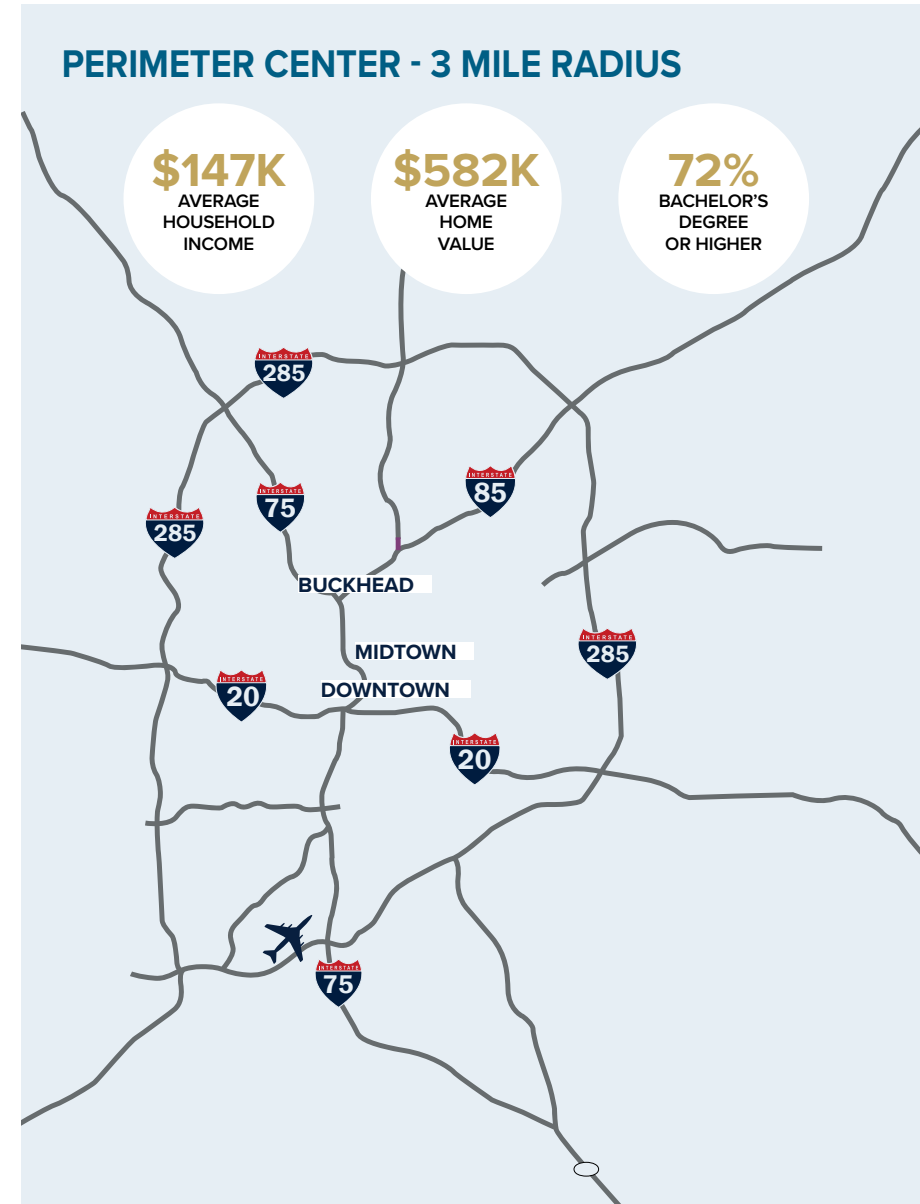 PERIMETER CENTER - 3 MILE RADIUS
$147K
AVERAGE
HOUSEHOLD
INCOME
$582K
AVERAGE
HOME
VALUE
72%
BACHELOR'S
DEGREE
OR HIGHER
INTERSTATE
285
INTERSTATE
75
INTERSTATE
85
INTERSTATE
285
BUCKHEAD
MIDTOWN
INTERSTATE
285
DOWNTOWN
INTERSTATE
20
INTERSTATE
20
INTERSTATE
75